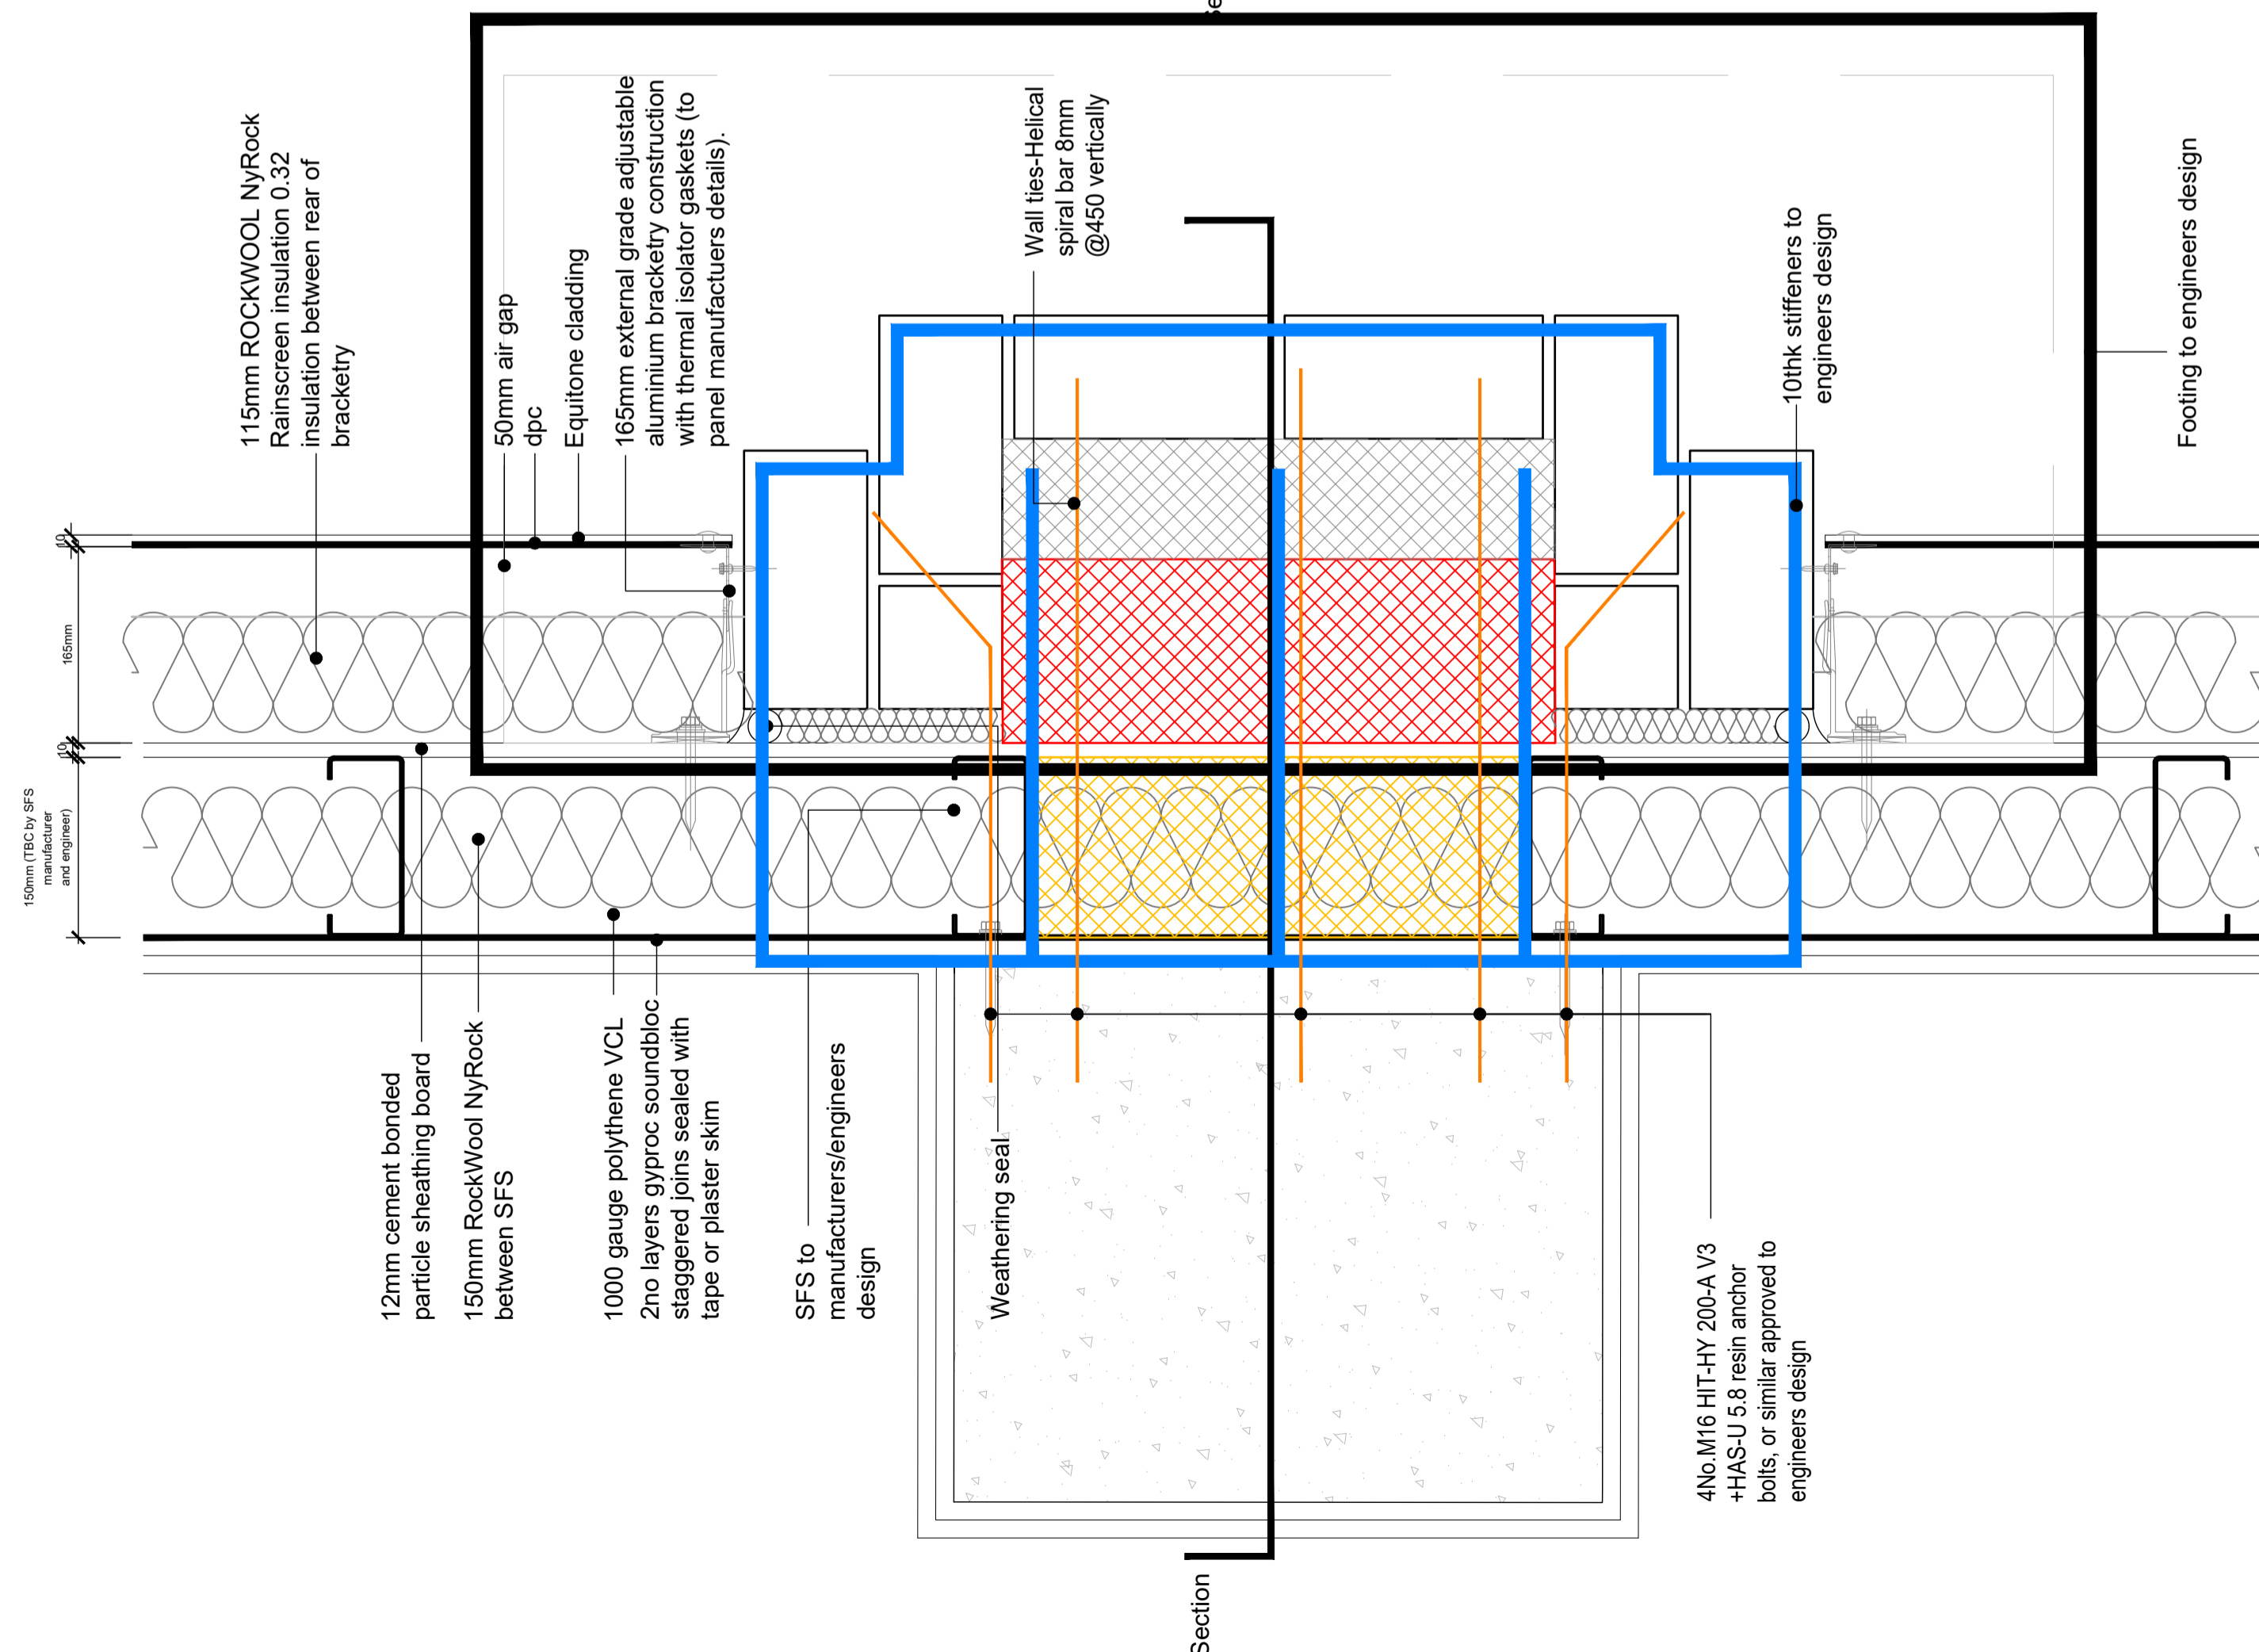 115mm ROCKWOOL NyRock
Rainscreen insulation 0.32
insulation between rear of
bracketry
50mm air gap
dpc
Equitone cladding
165mm external grade adjustable
aluminium bracketry construction
with thermal isolator gaskets (to
panel manufactuers details).
Wall ties-Helical
spiral bar 8mm
@450 vertically
10thk stiffeners to
engineers design
Footing to engineers design
10
165mm
10
150mm (TBC by SFS
manufacturer
and engineer)
12mm cement bonded
particle sheathing board
150mm RockWool NyRock
between SFS
1000 gauge polythene VCL
2no layers gyproc soundbloc
staggered joins sealed with
tape or plaster skim
SFS to
manufacturers/engineers
design
Weathering seal
4No.M16 HIT-HY 200-A V3
+HAS-U 5.8 resin anchor
bolts, or similar approved to
engineers design
Section